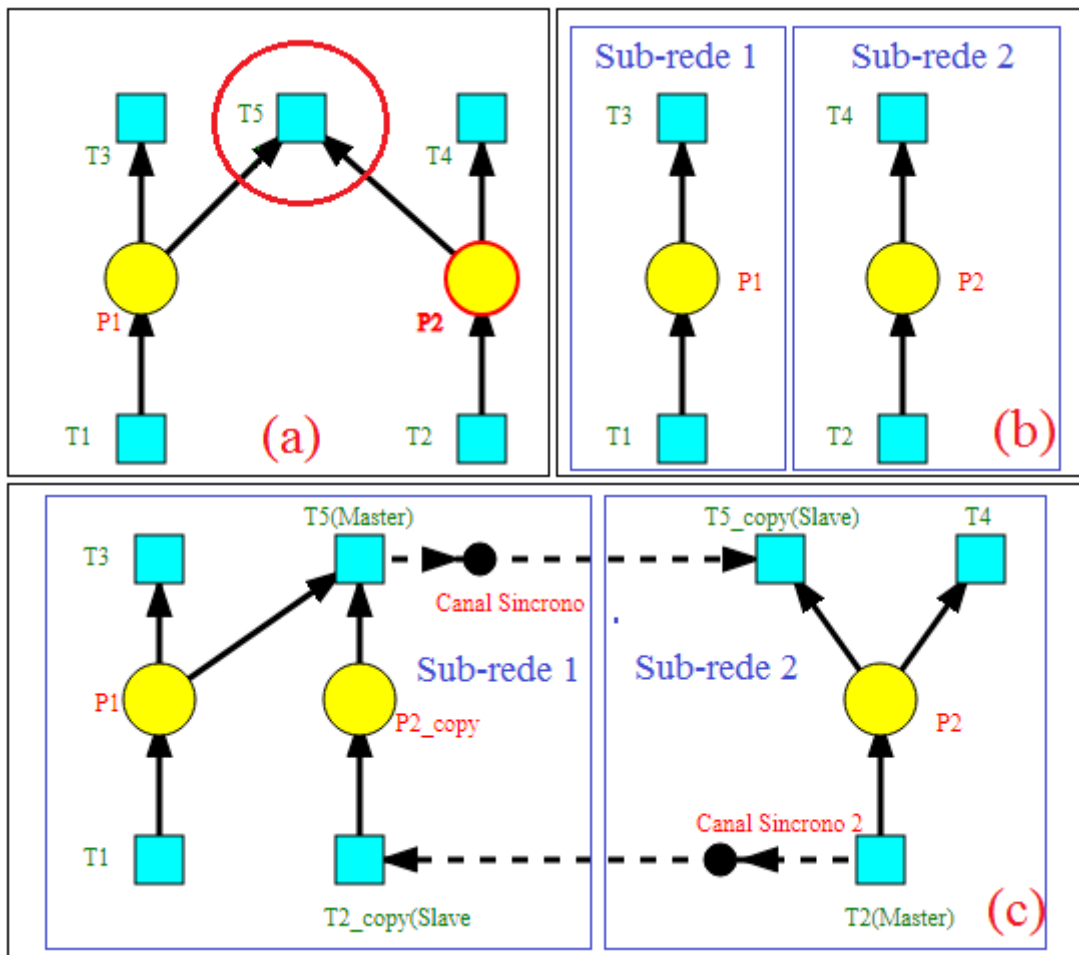 T5
T3
T4
P1
P2
T1
T2
(a)
Sub-rede 1
Sub-rede 2
T3
T4
P1
P2
T1
T2
(b)
T5(Master)
T5_copy(Slave)
T4
T3
Canal Sincrono
Sub-rede 1
Sub-rede 2
P1
P2_copy
P2
Canal Sincrono 2
T1
T2_copy(Slave
T2(Master)
(c)